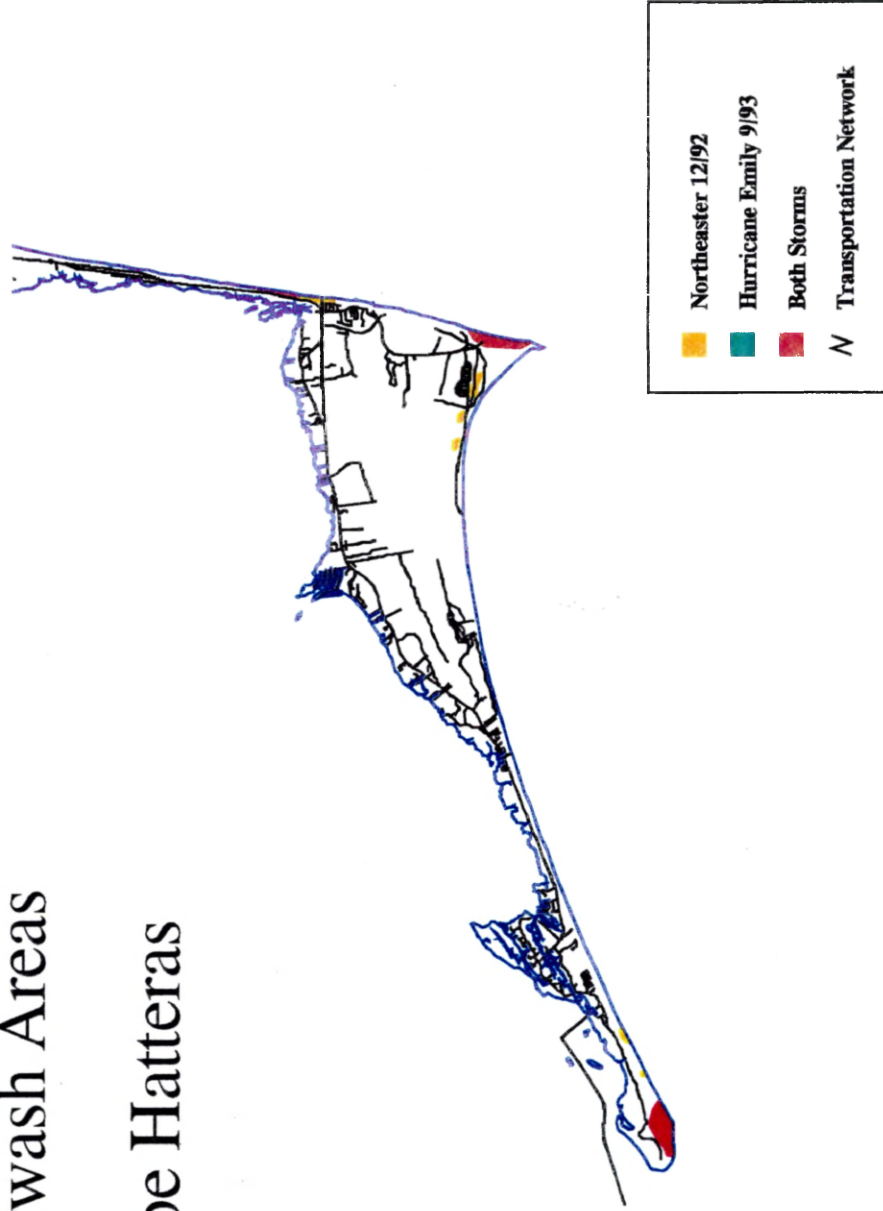 wash Areas
pe Hatteras
Northeaster 12/92
Hurricane Emily 9/93
Both Storms
Transportation Network